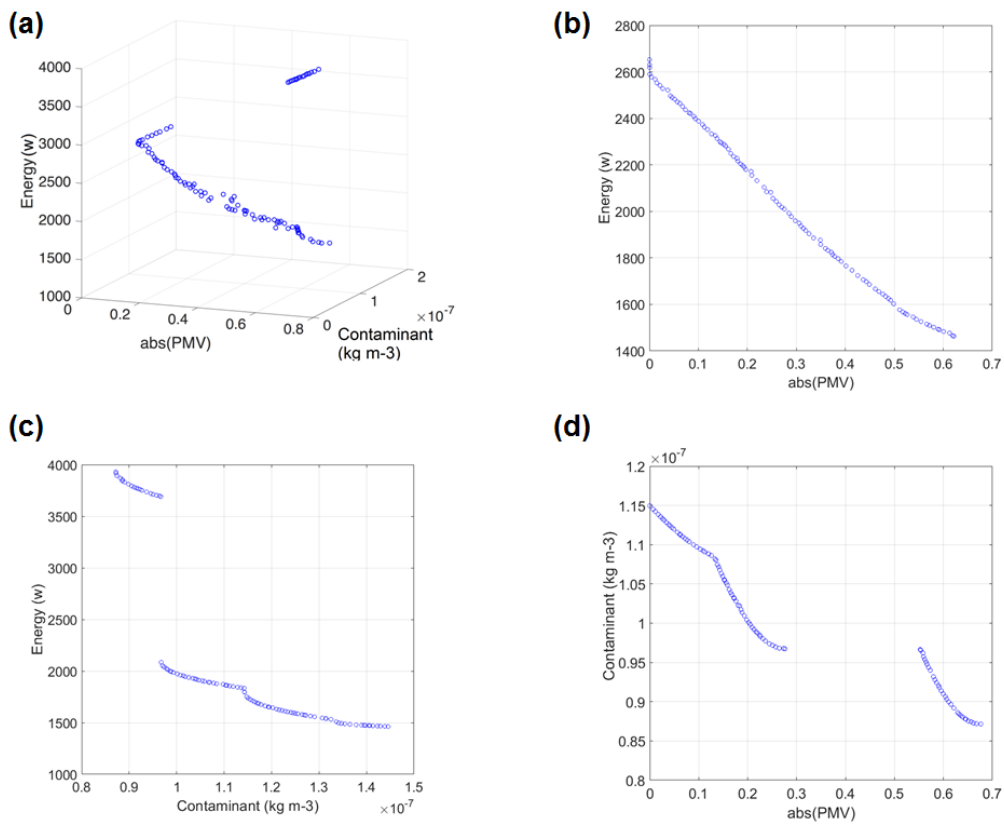 (a)
4000
3500
3000
2500
2000
1500
1000
Energy (w)
0
0.2
0.4
0.6
0.8
abs(PMV)
0
1
2
×10⁻⁷
Contaminant
(kg m-3)
(b)
2800
2600
2400
2200
2000
1800
1600
1400
Energy (w)
0 0.1 0.2 0.3 0.4 0.5 0.6 0.7
abs(PMV)
(c)
4000
3500
3000
2500
2000
1500
1000
Energy (w)
0.8 0.9 1 1.1 1.2 1.3 1.4 1.5
Contaminant (kg m-3) ×10⁻⁷
(d)
×10⁻⁷
1.2
1.15
1.1
1.05
1
0.95
0.9
0.85
0.8
Contaminant (kg m-3)
0 0.1 0.2 0.3 0.4 0.5 0.6 0.7
abs(PMV)